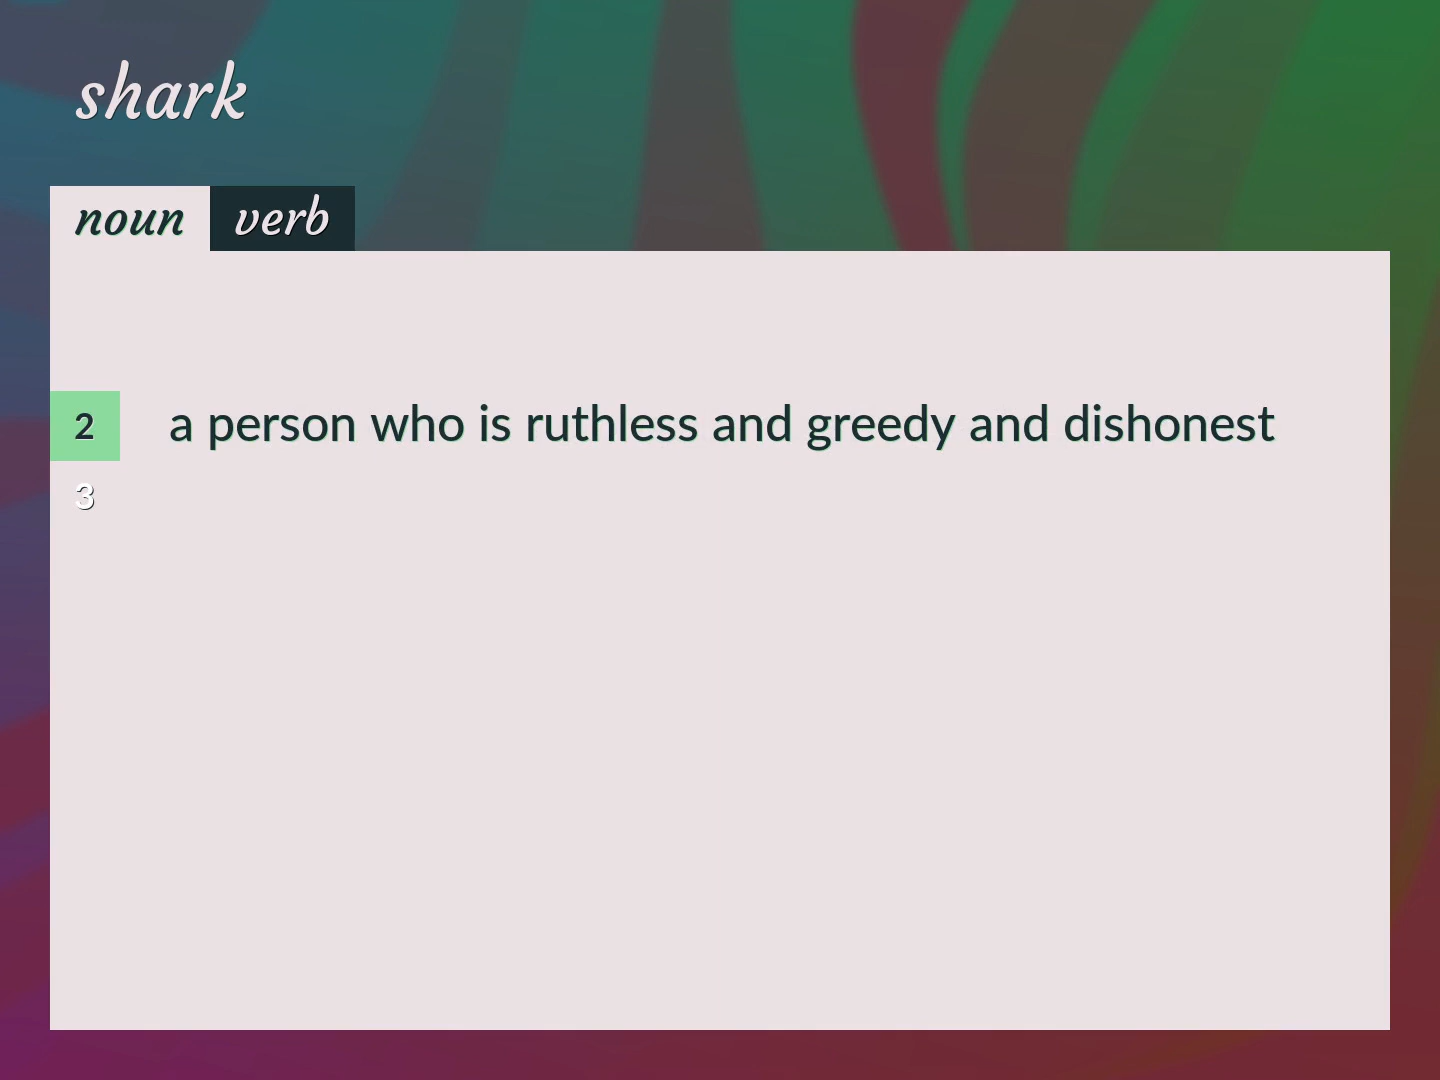 shark
noun verb
2 a person who is ruthless and greedy and dishonest
3